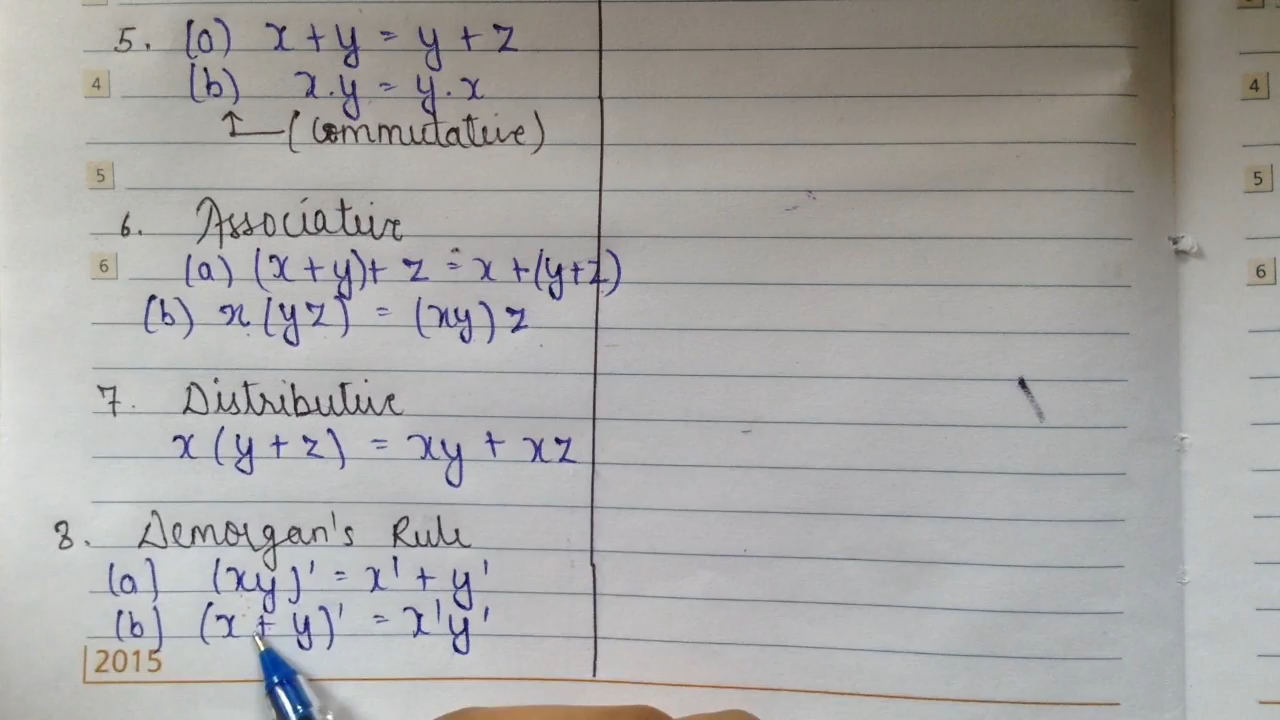 5. (a) x + y = y + z
4
(b) x . y = y . x
(Commutative)
5
6. Associative
6
(a) (x + y) + z = x + (y+z)
(b) x (yz) = (xy) z
7. Distributive
x (y + z) = xy + xz
8. Demorgan's Rule
(a) (xy)' = x' + y'
(b) (x + y)' = x'y'
2015
4
5
6